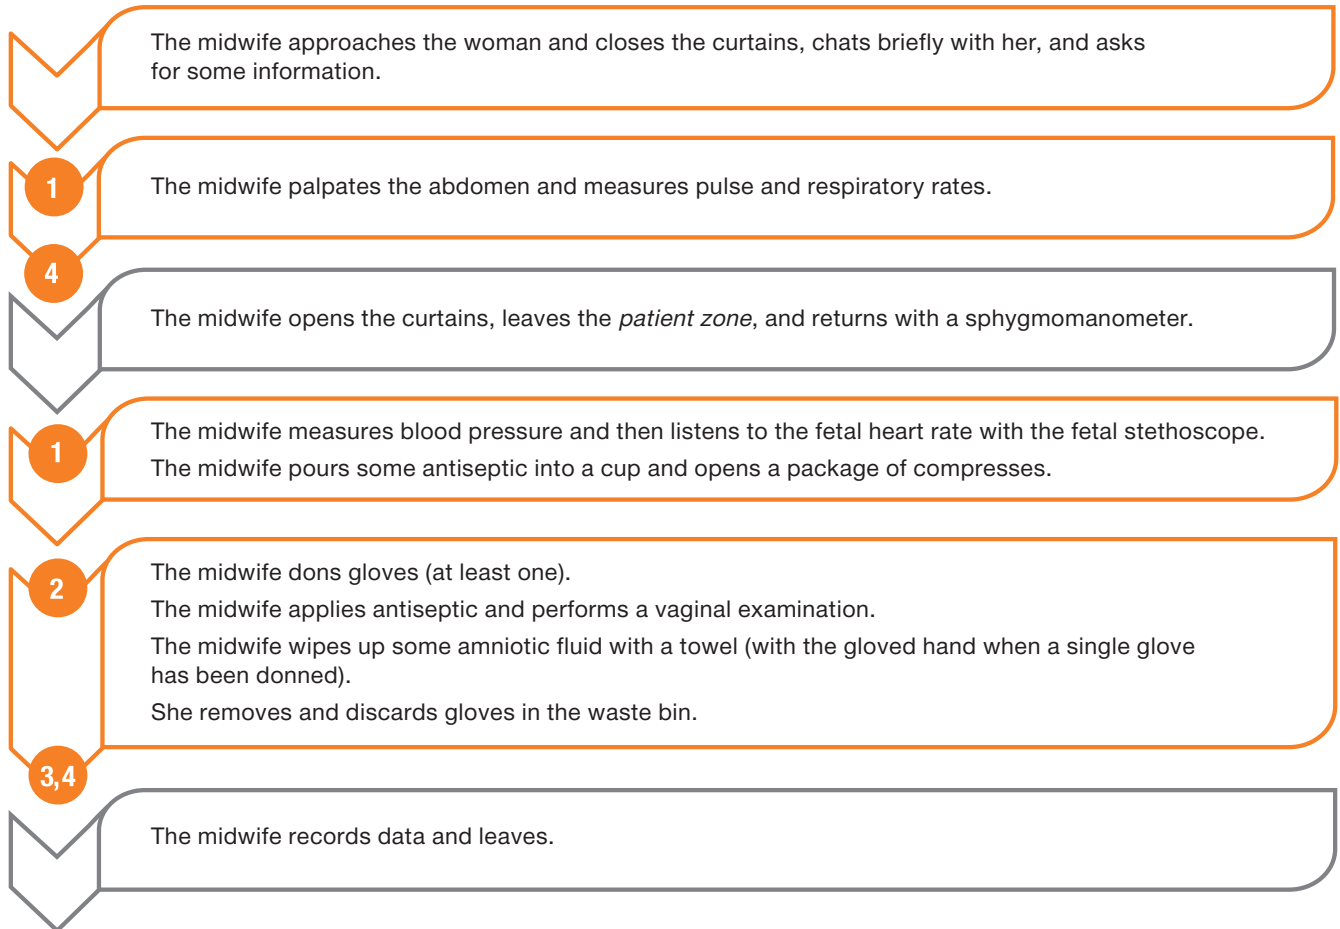 The midwife approaches the woman and closes the curtains, chats briefly with her, and asks
for some information.
1
The midwife palpates the abdomen and measures pulse and respiratory rates.
4
The midwife opens the curtains, leaves the patient zone, and returns with a sphygmomanometer.
1
The midwife measures blood pressure and then listens to the fetal heart rate with the fetal stethoscope.
The midwife pours some antiseptic into a cup and opens a package of compresses.
2
The midwife dons gloves (at least one).
The midwife applies antiseptic and performs a vaginal examination.
The midwife wipes up some amniotic fluid with a towel (with the gloved hand when a single glove
has been donned).
She removes and discards gloves in the waste bin.
3,4
The midwife records data and leaves.